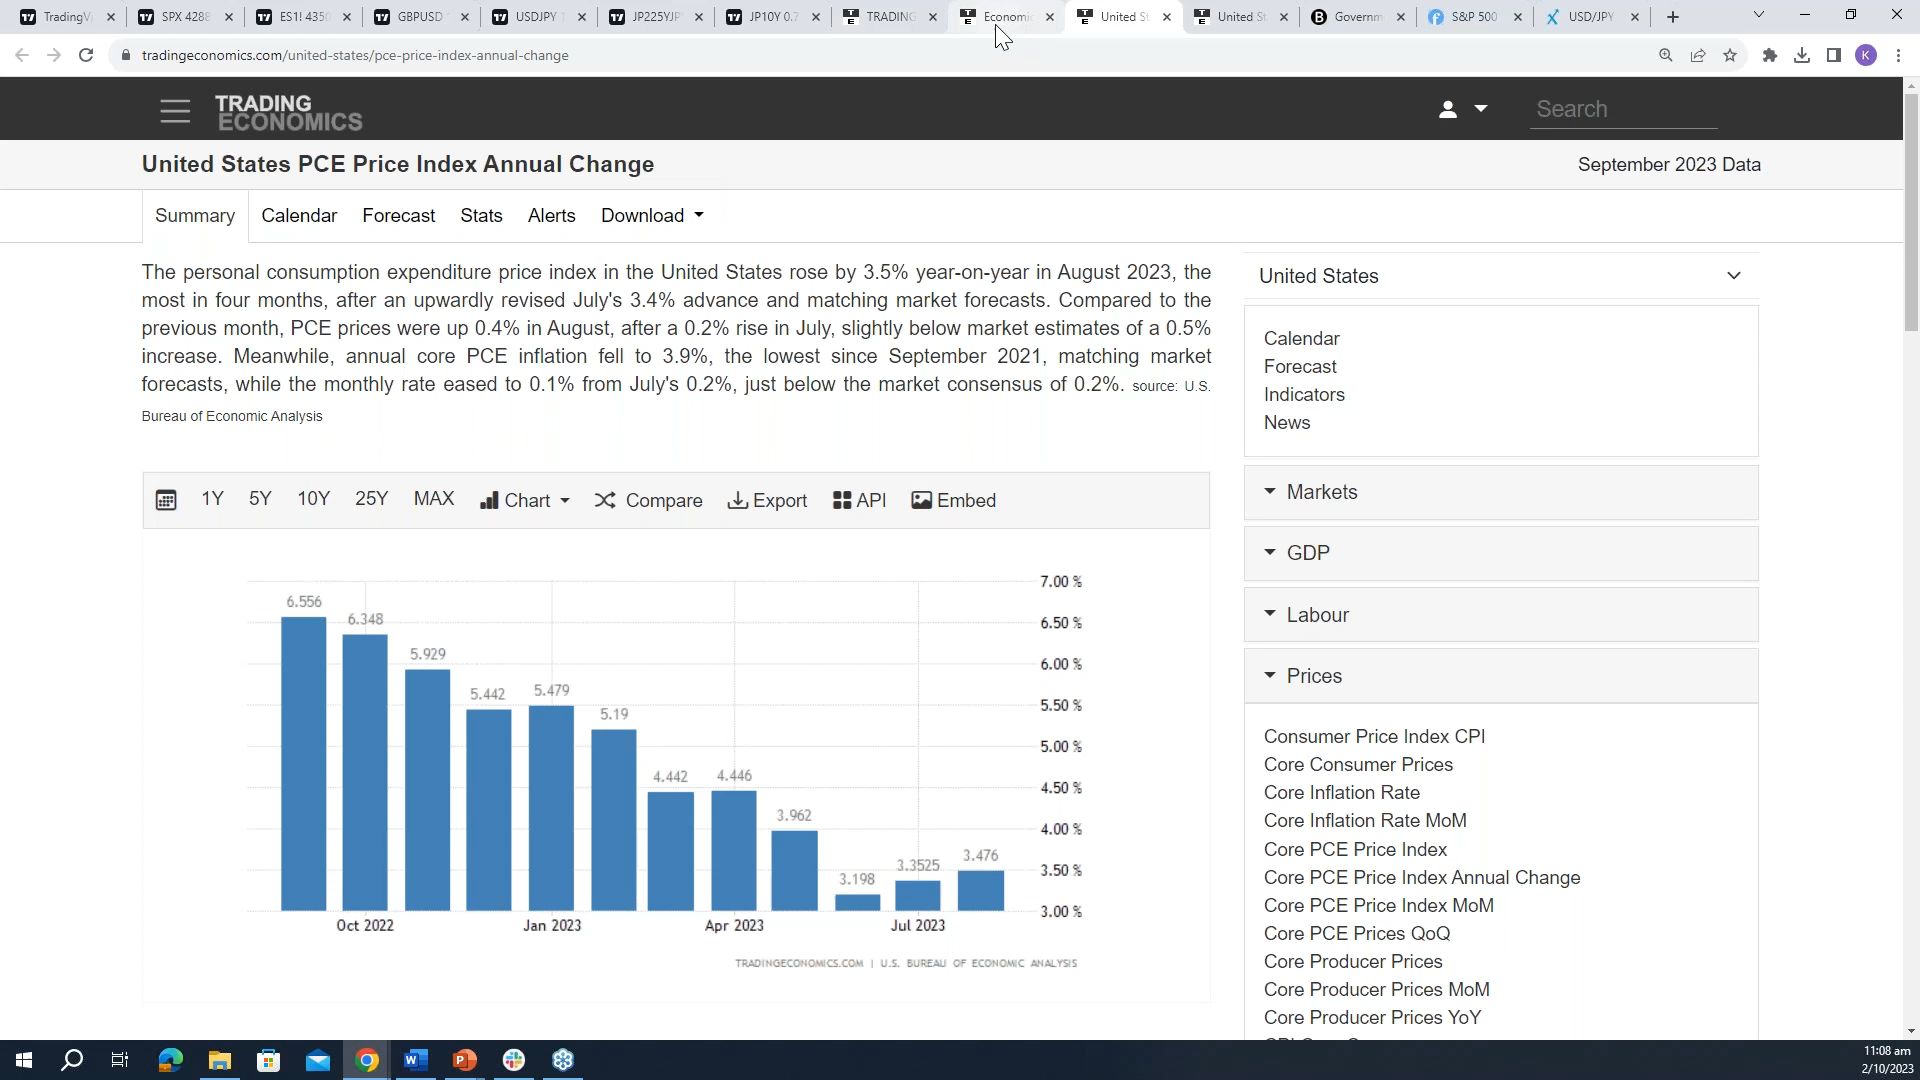 TradingVi
SPX 4288
ES1! 4350
GBPUSD
USDJPY 1
JP225YJP
JP10Y 0.7
TRADING
Economic
United St
United St
Governm
S&P 500
USD/JPY
tradingeconomics.com/united-states/pce-price-index-annual-change
K
TRADING
ECONOMICS
Search
United States PCE Price Index Annual Change
September 2023 Data
Summary
Calendar
Forecast
Stats
Alerts
Download
The personal consumption expenditure price index in the United States rose by 3.5% year-on-year in August 2023, the
most in four months, after an upwardly revised July's 3.4% advance and matching market forecasts. Compared to the
previous month, PCE prices were up 0.4% in August, after a 0.2% rise in July, slightly below market estimates of a 0.5%
increase. Meanwhile, annual core PCE inflation fell to 3.9%, the lowest since September 2021, matching market
forecasts, while the monthly rate eased to 0.1% from July's 0.2%, just below the market consensus of 0.2%. source: U.S.
Bureau of Economic Analysis
1Y
5Y
10Y
25Y
MAX
Chart
Compare
Export
API
Embed
6.556
6.348
5.929
5.442
5.479
5.19
4.442
4.446
3.962
3.198
3.3525
3.476
7.00 %
6.50 %
6.00 %
5.50 %
5.00 %
4.50 %
4.00 %
3.50 %
3.00 %
Oct 2022
Jan 2023
Apr 2023
Jul 2023
TRADINGECONOMICS.COM | U.S. BUREAU OF ECONOMIC ANALYSIS
United States
Calendar
Forecast
Indicators
News
Markets
GDP
Labour
Prices
Consumer Price Index CPI
Core Consumer Prices
Core Inflation Rate
Core Inflation Rate MoM
Core PCE Price Index
Core PCE Price Index Annual Change
Core PCE Price Index MoM
Core PCE Prices QoQ
Core Producer Prices
Core Producer Prices MoM
Core Producer Prices YoY
11:08 am
2/10/2023